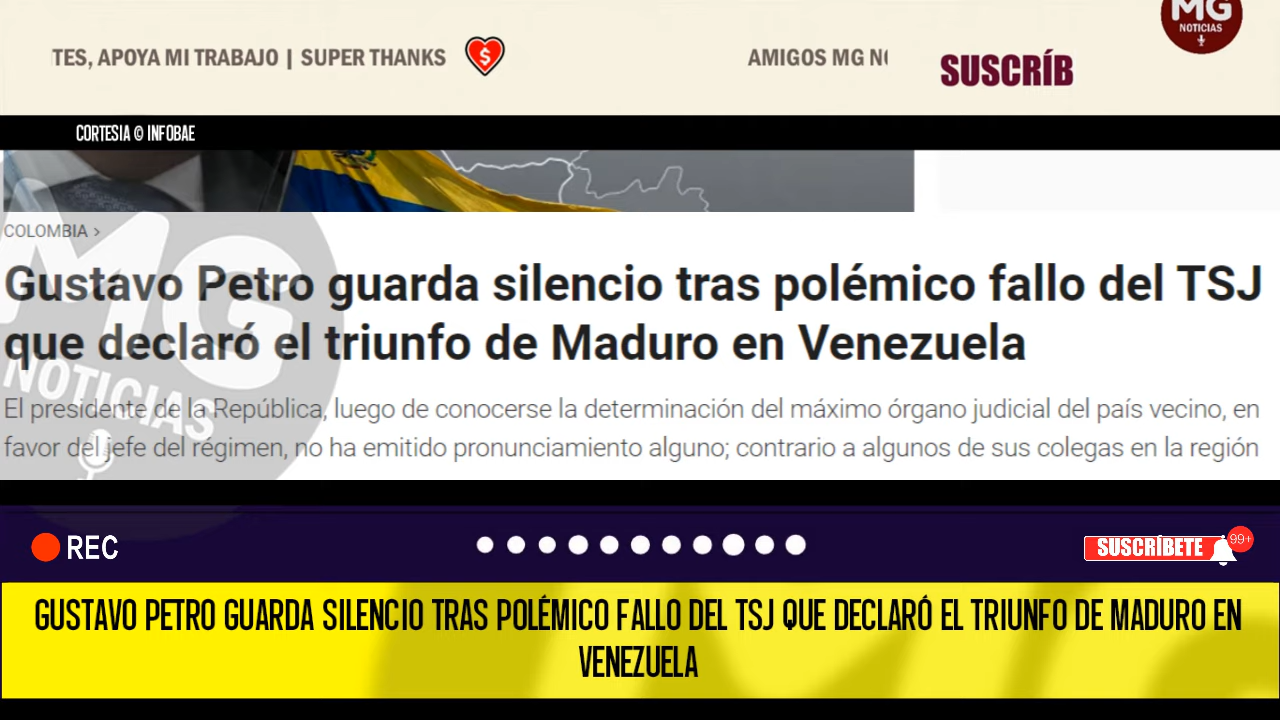 MG
NOTICIAS
TES, APOYA MI TRABAJO | SUPER THANKS
AMIGOS MG
SUSCRÍB
CORTESIA © INFOBAE
COLOMBIA >
Gustavo Petro guarda silencio tras polémico fallo del TSJ
que declaró el triunfo de Maduro en Venezuela
El presidente de la República, luego de conocerse la determinación del máximo órgano judicial del país vecino, en
favor del jefe del régimen, no ha emitido pronunciamiento alguno; contrario a algunos de sus colegas en la región
MG
NOTICIAS
REC
SUSCRÍBETE
99+
GUSTAVO PETRO GUARDA SILENCIO TRAS POLÉMICO FALLO DEL TSJ QUE DECLARÓ EL TRIUNFO DE MADURO EN
VENEZUELA